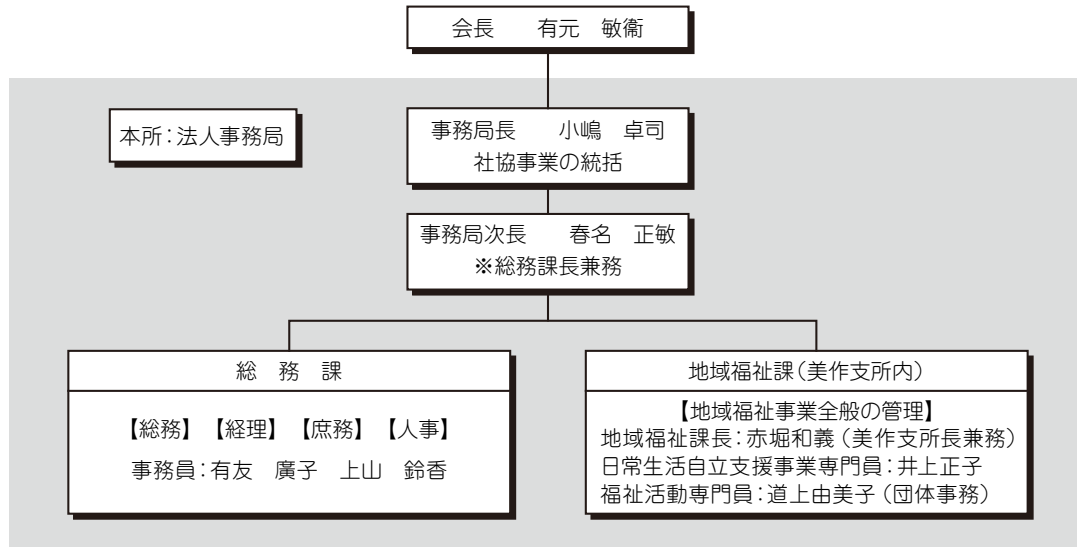 会長　　有元　敏衞
本所：法人事務局
事務局長　　小嶋　卓司
社協事業の統括
事務局次長　　春名　正敏
※総務課長兼務
総　務　課
【総務】【経理】【庶務】【人事】
事務員：有友　廣子　上山　鈴香
地域福祉課（美作支所内）
【地域福祉事業全般の管理】
地域福祉課長：赤堀和義（美作支所長兼務）
日常生活自立支援事業専門員：井上正子
福祉活動専門員：道上由美子（団体事務）